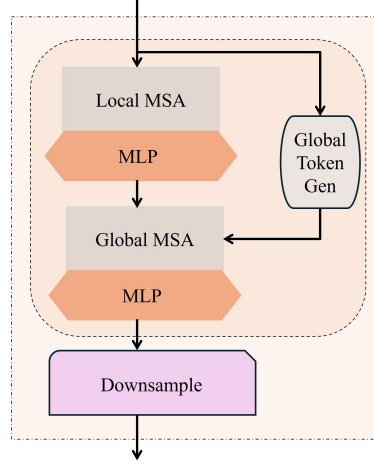 Local MSA
MLP
Global
Token
Gen
Global MSA
MLP
Downsample